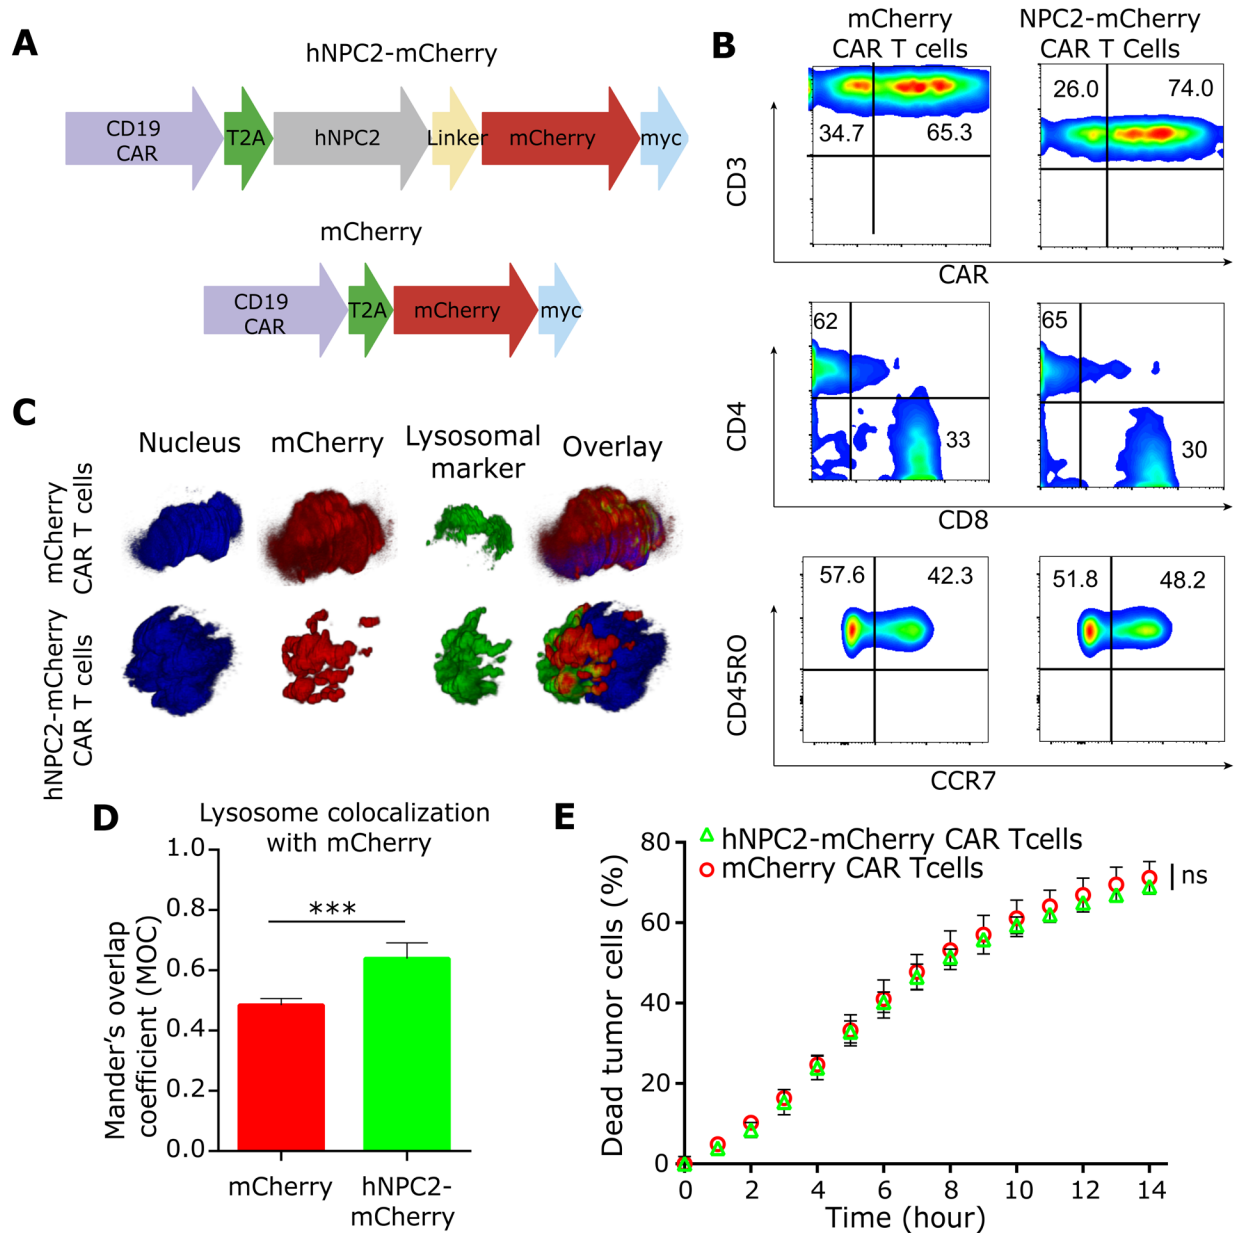 A
hNPC2-mCherry
CD19
CAR
T2A
hNPC2
Linker
mCherry
myc
mCherry
CD19
CAR
T2A
mCherry
myc
B
mCherry
CAR T cells
NPC2-mCherry
CAR T Cells
34.7
65.3
26.0
74.0
CD3
CAR
62
33
65
30
CD4
CD8
57.6
42.3
51.8
48.2
CD45RO
CCR7
C
Nucleus
mCherry
Lysosomal
marker
Overlay
mCherry
CAR T cells
hNPC2-mCherry
CAR T cells
D
Lysosome colocalization
with mCherry
Mander's overlap
coefficient (MOC)
1.0
0.8
0.6
0.4
0.2
0.0
***
mCherry
hNPC2-
mCherry
E
hNPC2-mCherry CAR Tcells
mCherry CAR Tcells
ns
Dead tumor cells (%)
80
60
40
20
0
0 2 4 6 8 10 12 14
Time (hour)